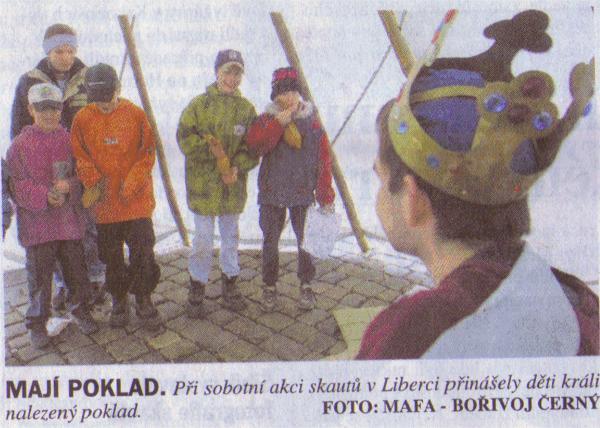 MAJÍ POKLAD. Při sobotní akci skautů v Liberci přinášely děti králi
nalezený poklad. FOTO: MAFA - BOŘIVOJ ČERNÝ